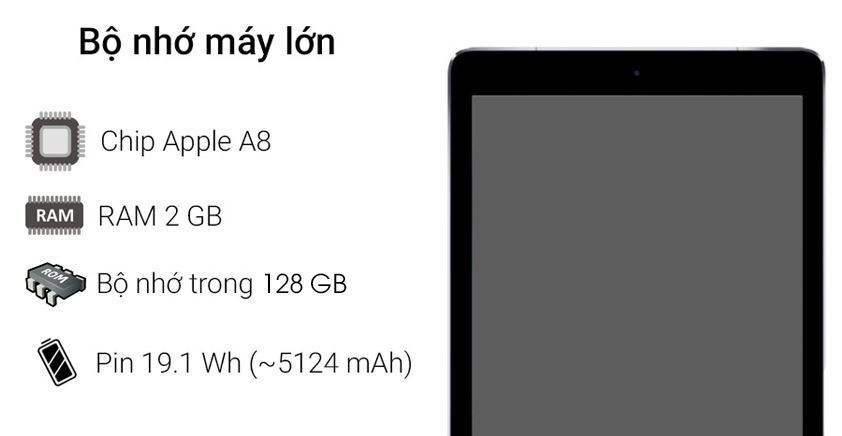 Bộ nhớ máy lớn
Chip Apple A8
RAM
RAM 2 GB
ROM
Bộ nhớ trong 128 GB
Pin 19.1 Wh (~5124 mAh)